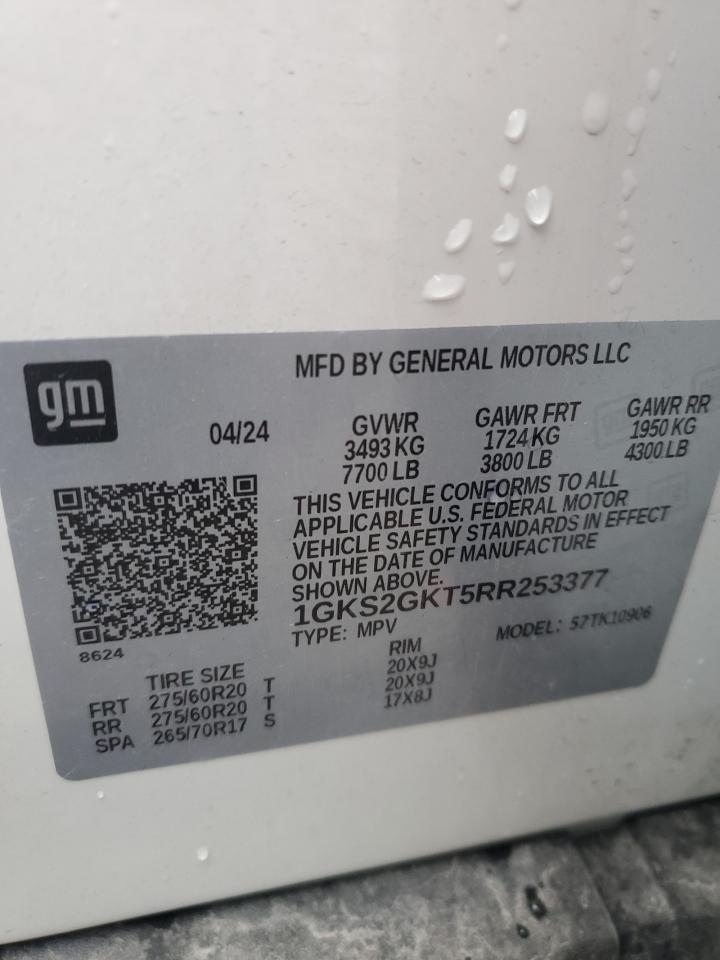 gm
MFD BY GENERAL MOTORS LLC
04/24
GVWR
3493 KG
7700 LB
GAWR FRT
1724 KG
3800 LB
GAWR RR
1950 KG
4300 LB
THIS VEHICLE CONFORMS TO ALL
APPLICABLE U.S. FEDERAL MOTOR
VEHICLE SAFETY STANDARDS IN EFFECT
ON THE DATE OF MANUFACTURE
SHOWN ABOVE.
1GKS2GKT5RR253377
TYPE: MPV
MODEL: 57TK10906
8624
TIRE SIZE RIM
FRT 275/60R20 T 20X9J
RR 275/60R20 T 20X9J
SPA 265/70R17 S 17X8J